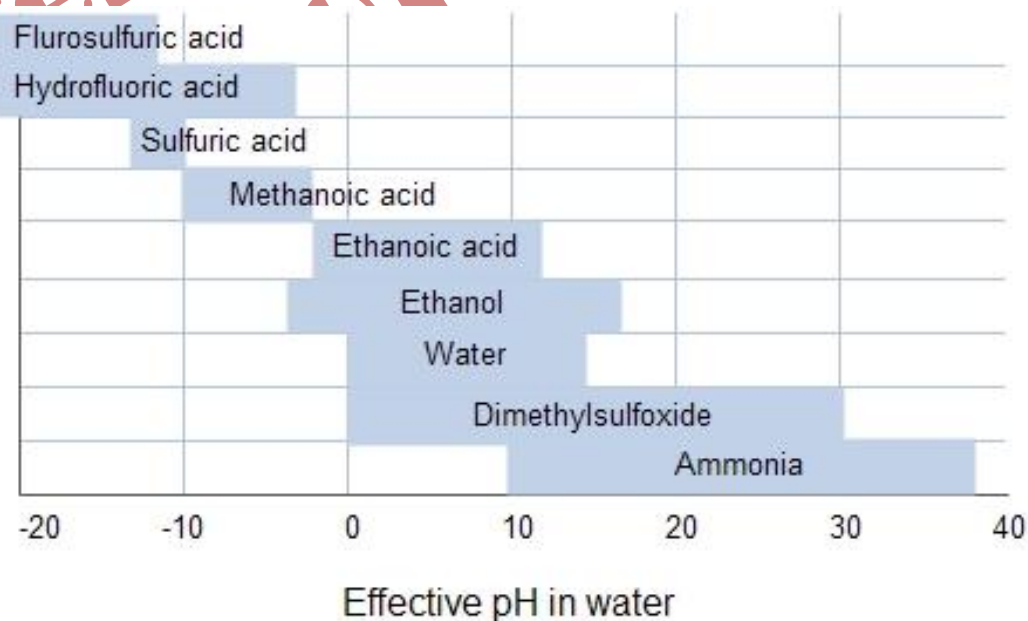 Flurosulfuric acid
Hydrofluoric acid
Sulfuric acid
Methanoic acid
Ethanoic acid
Ethanol
Water
Dimethylsulfoxide
Ammonia
-20 -10 0 10 20 30 40
Effective pH in water